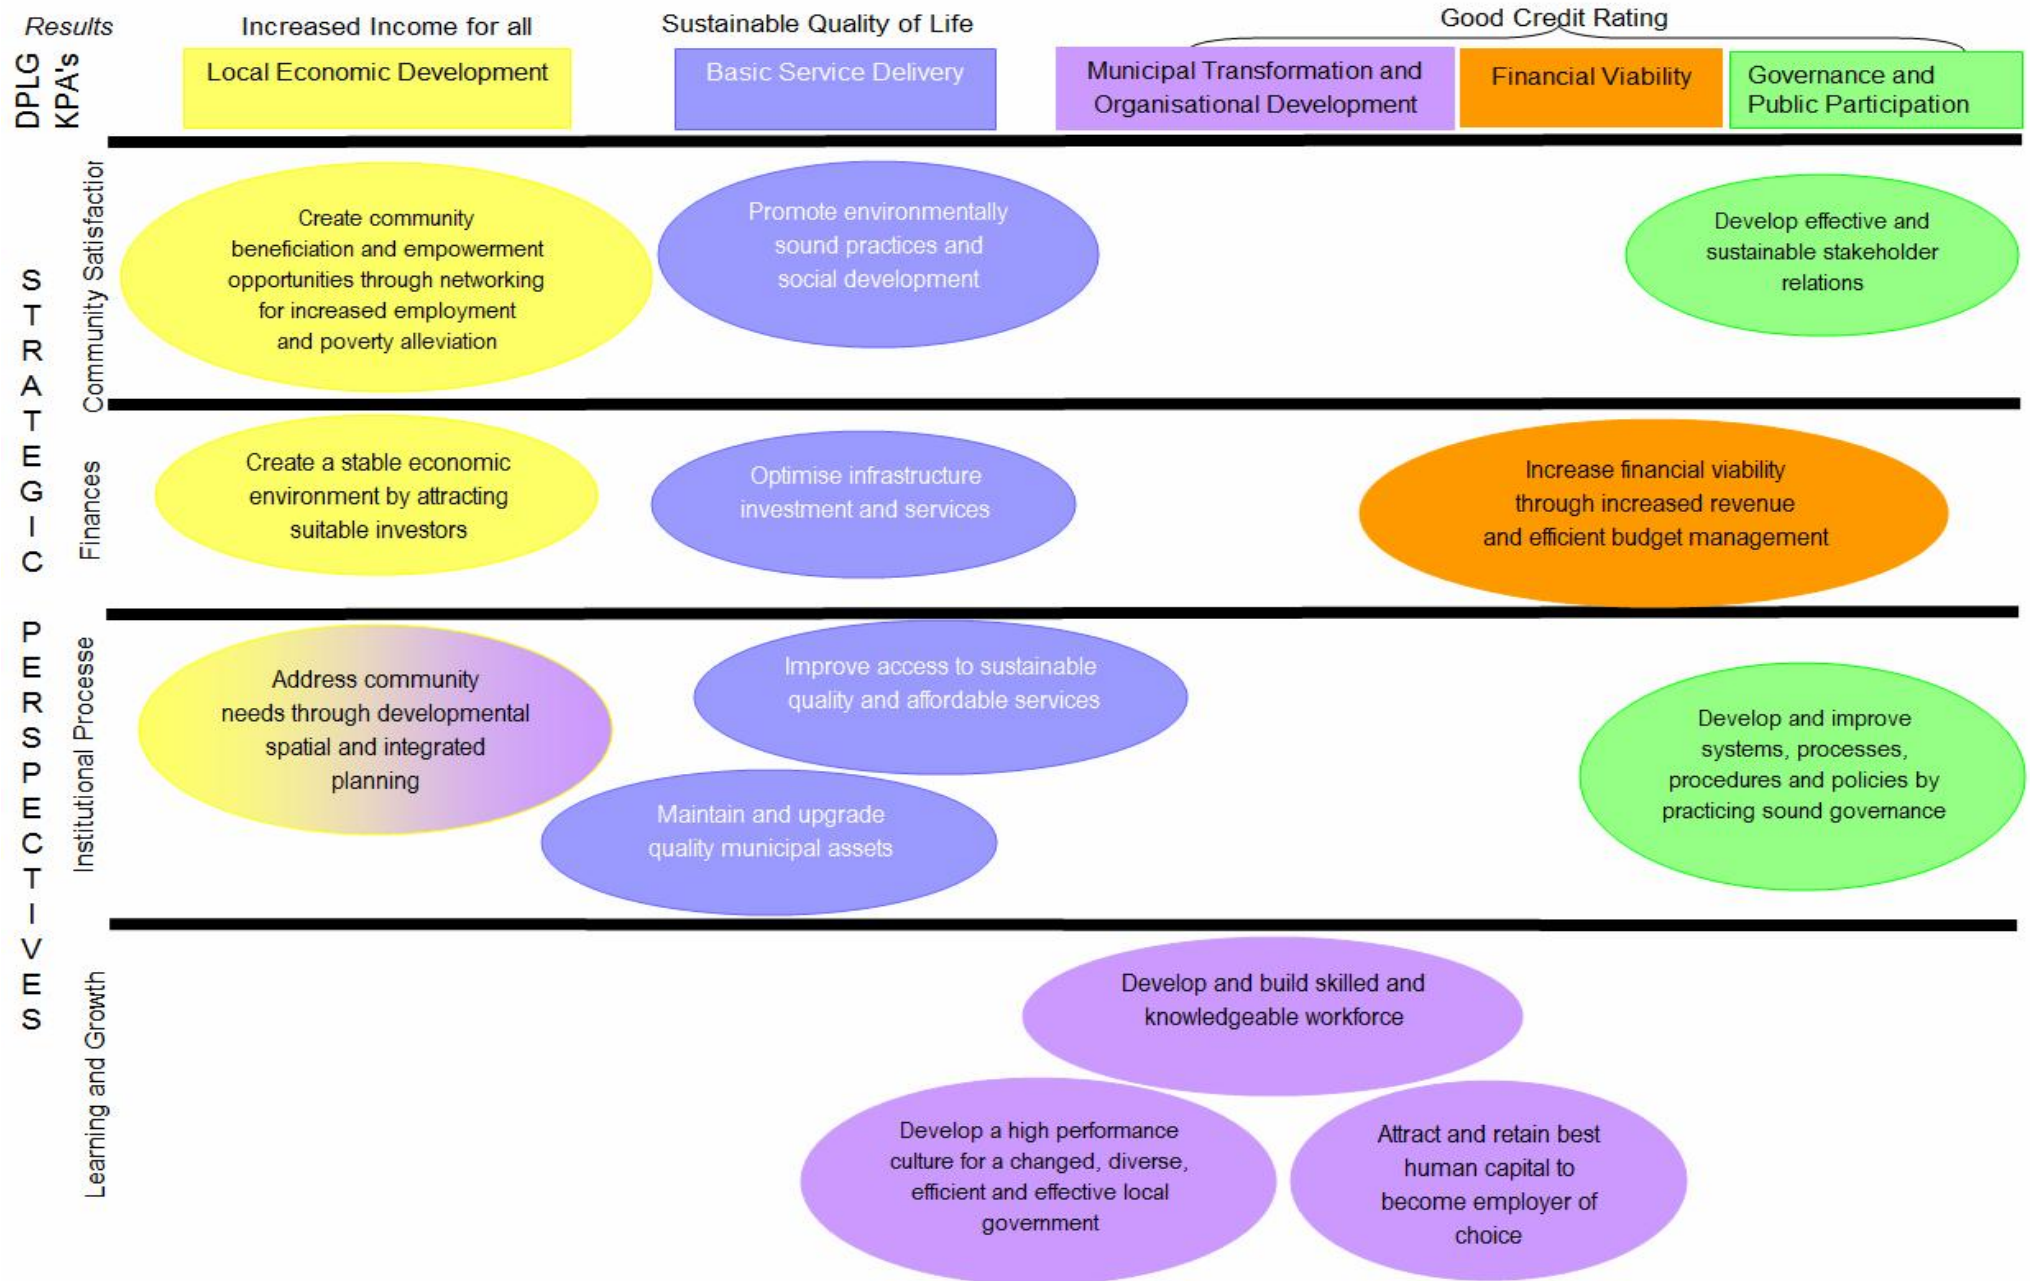 Results
Increased Income for all
Sustainable Quality of Life
Good Credit Rating
DPLG
KPA's
Local Economic Development
Basic Service Delivery
Municipal Transformation and
Organisational Development
Financial Viability
Governance and
Public Participation
STRATEGIC
PERSPECTIVES
Community Satisfaction
Create community
beneficiation and empowerment
opportunities through networking
for increased employment
and poverty alleviation
Promote environmentally
sound practices and
social development
Develop effective and
sustainable stakeholder
relations
Finances
Create a stable economic
environment by attracting
suitable investors
Optimise infrastructure
investment and services
Increase financial viability
through increased revenue
and efficient budget management
Institutional Processe
Address community
needs through developmental
spatial and integrated
planning
Improve access to sustainable
quality and affordable services
Maintain and upgrade
quality municipal assets
Develop and improve
systems, processes,
procedures and policies by
practicing sound governance
Learning and Growth
Develop and build skilled and
knowledgeable workforce
Develop a high performance
culture for a changed, diverse,
efficient and effective local
government
Attract and retain best
human capital to
become employer of
choice